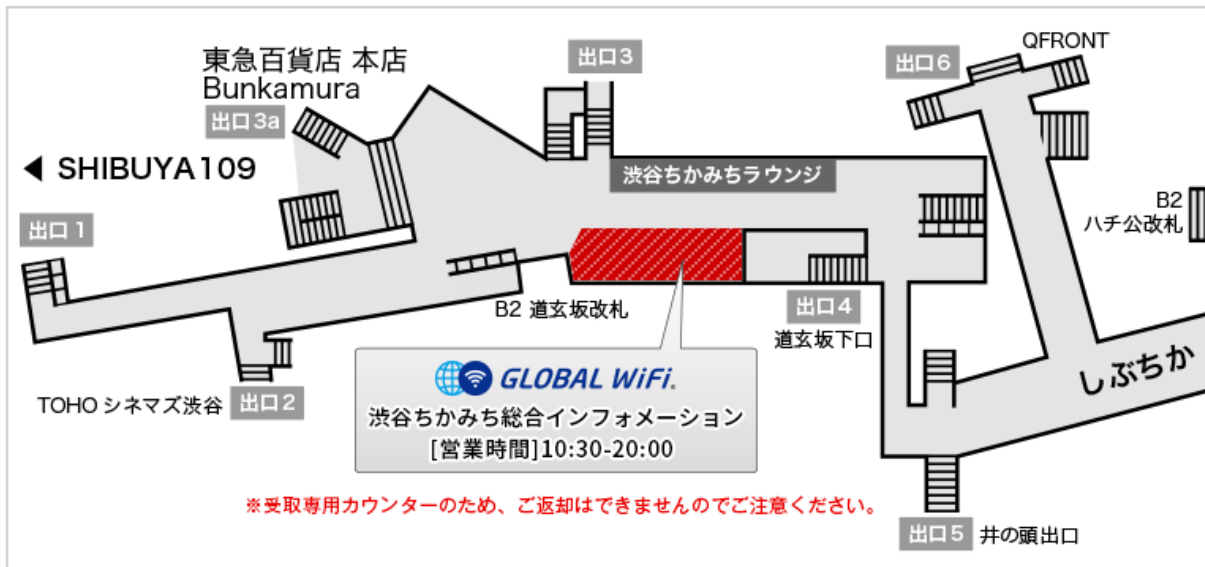 東急百貨店 本店
Bunkamura
出口3a
出口3
出口6
QFRONT
◀ SHIBUYA109
渋谷ちかみちラウンジ
B2
ハチ公改札
出口1
B2 道玄坂改札
出口4
道玄坂下口
しぶちか
TOHOシネマズ渋谷
出口2
GLOBAL WiFi.
渋谷ちかみち総合インフォメーション
[営業時間]10:30-20:00
※受取専用カウンターのため、ご返却はできませんのでご注意ください。
出口5
井の頭出口